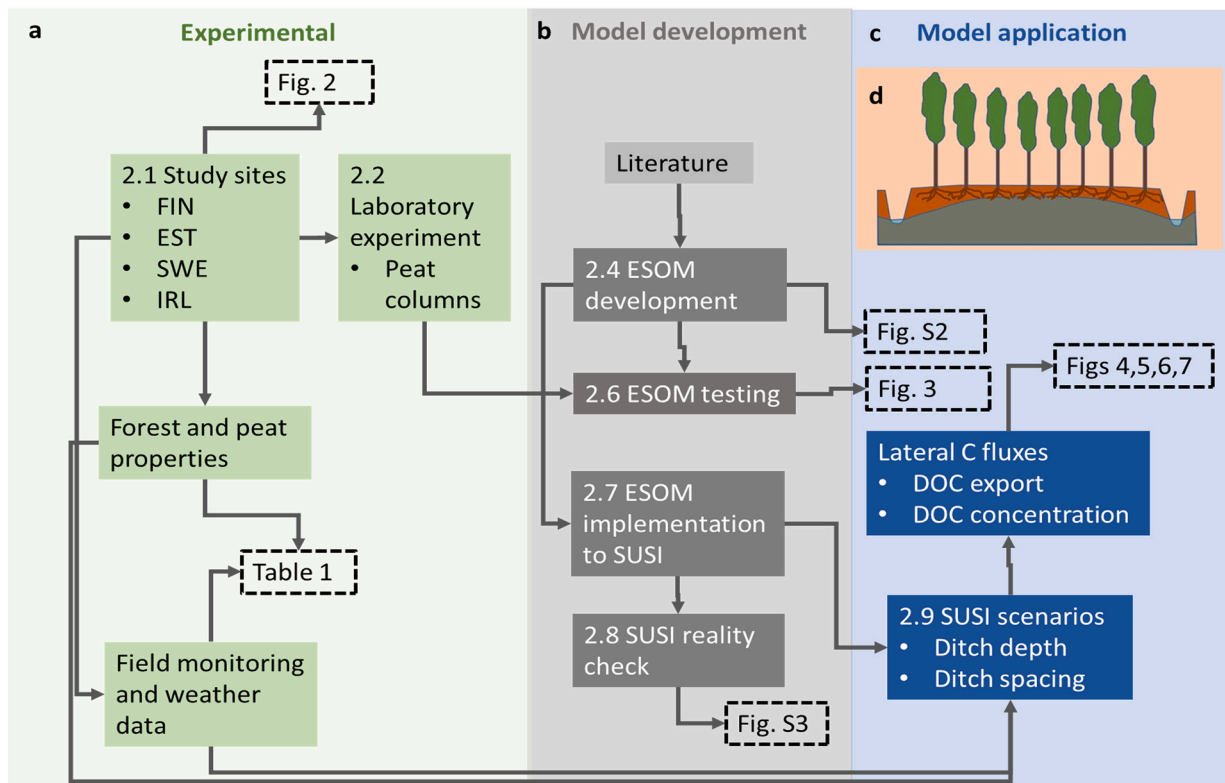 a
Experimental
Fig. 2
2.1 Study sites
• FIN
• EST
• SWE
• IRL
2.2
Laboratory
experiment
• Peat
columns
Forest and peat
properties
Table 1
Field monitoring
and weather
data
b
Model development
Literature
2.4 ESOM
development
2.6 ESOM testing
2.7 ESOM
implementation
to SUSI
2.8 SUSI reality
check
Fig. S3
c
Model application
d
Fig. S2
Fig. 3
Figs 4,5,6,7
Lateral C fluxes
• DOC export
• DOC concentration
2.9 SUSI scenarios
• Ditch depth
• Ditch spacing